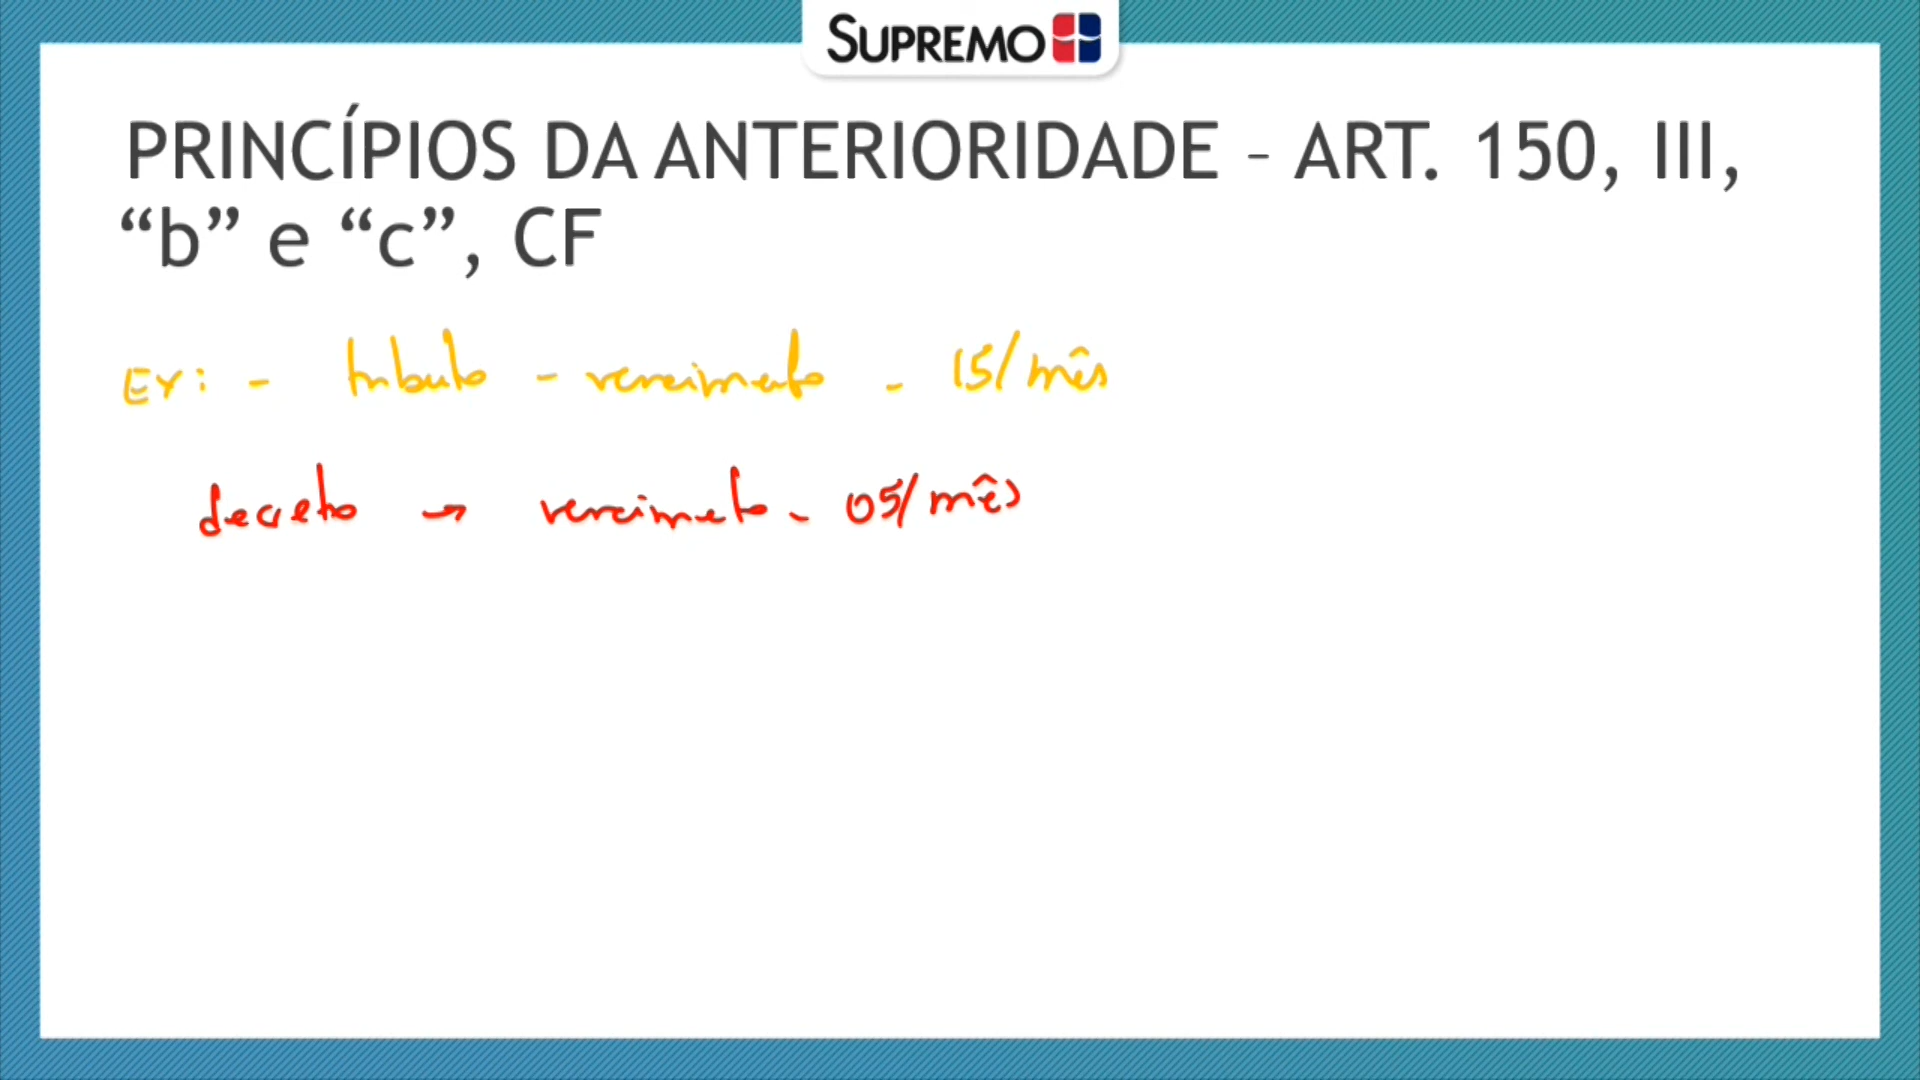 SUPREMO
PRINCÍPIOS DA ANTERIORIDADE – ART. 150, III,
“b” e “c”, CF
Ex: - tributo - vencimento - 15/mês
decreto → vencimento - 05/mês